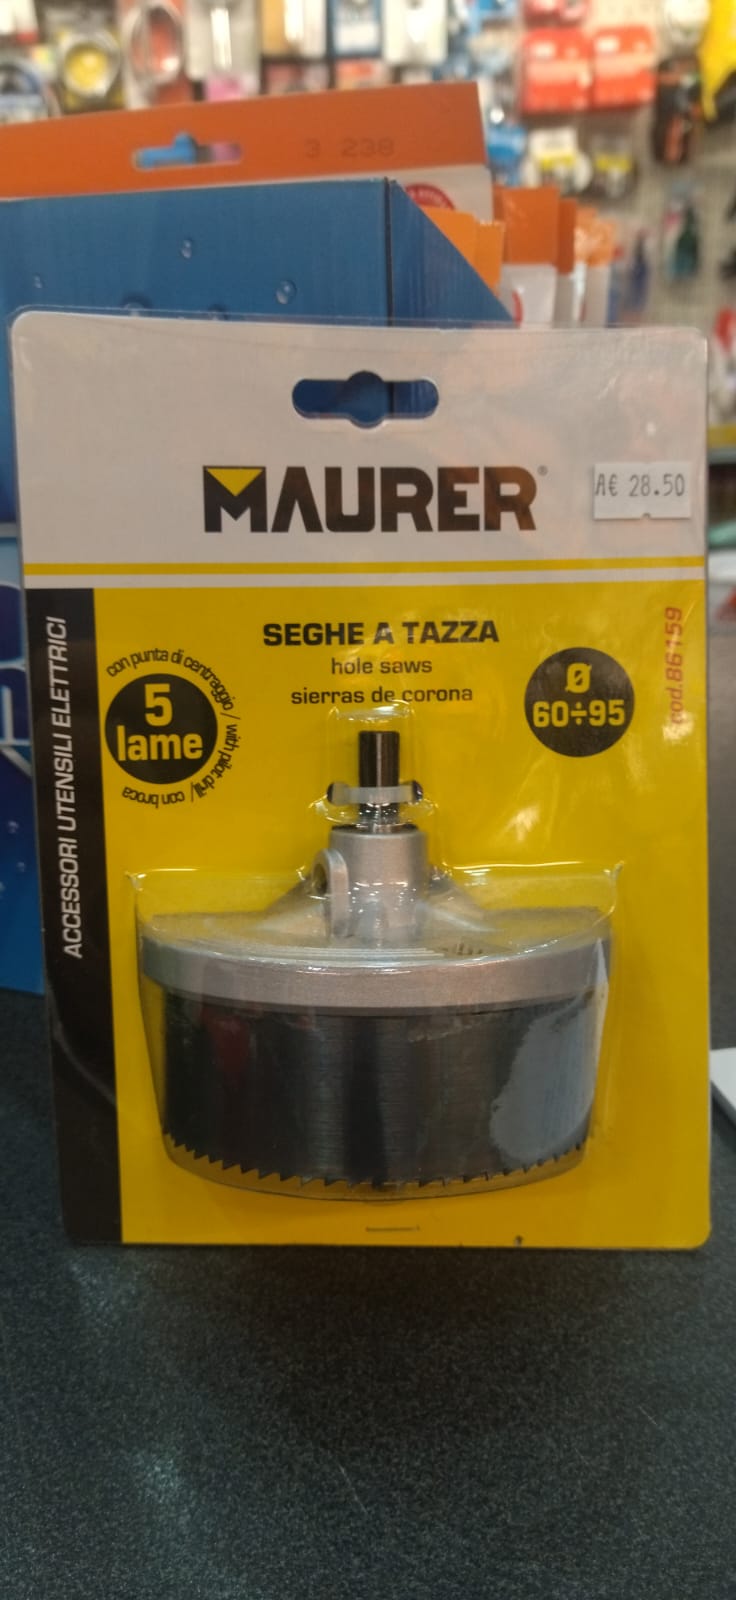 3 238
MAURER®
A€ 28.50
SEGHE A TAZZA
hole saws
sierras de corona
con punta di centraggio / with pilot drill / con broca
5
lame
Ø
60÷95
cod.86159
ACCESSORI UTENSILI ELETTRICI